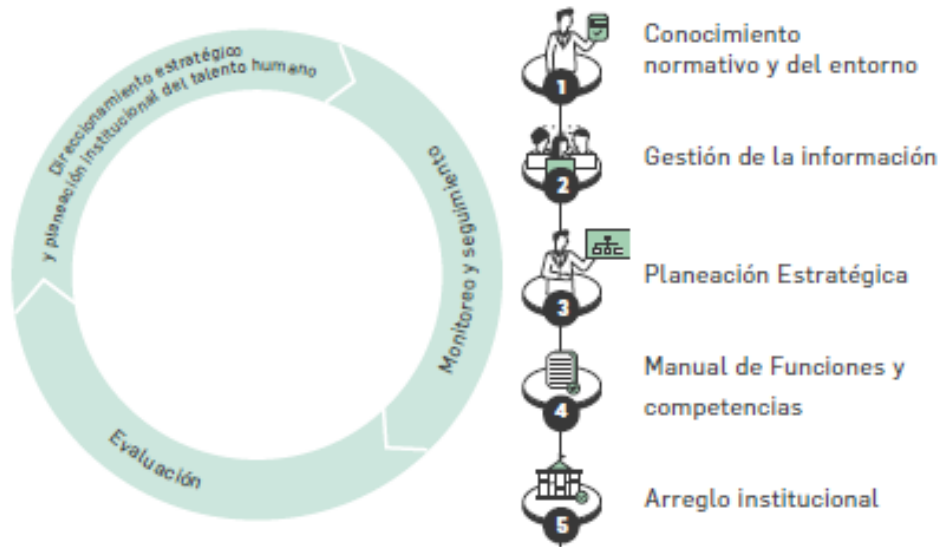 Direccionamiento estratégico
y planeación institucional del talento humano
Monitoreo y seguimiento
Evaluación
1
Conocimiento
normativo y del entorno
2
Gestión de la información
3
Planeación Estratégica
4
Manual de Funciones y
competencias
5
Arreglo institucional